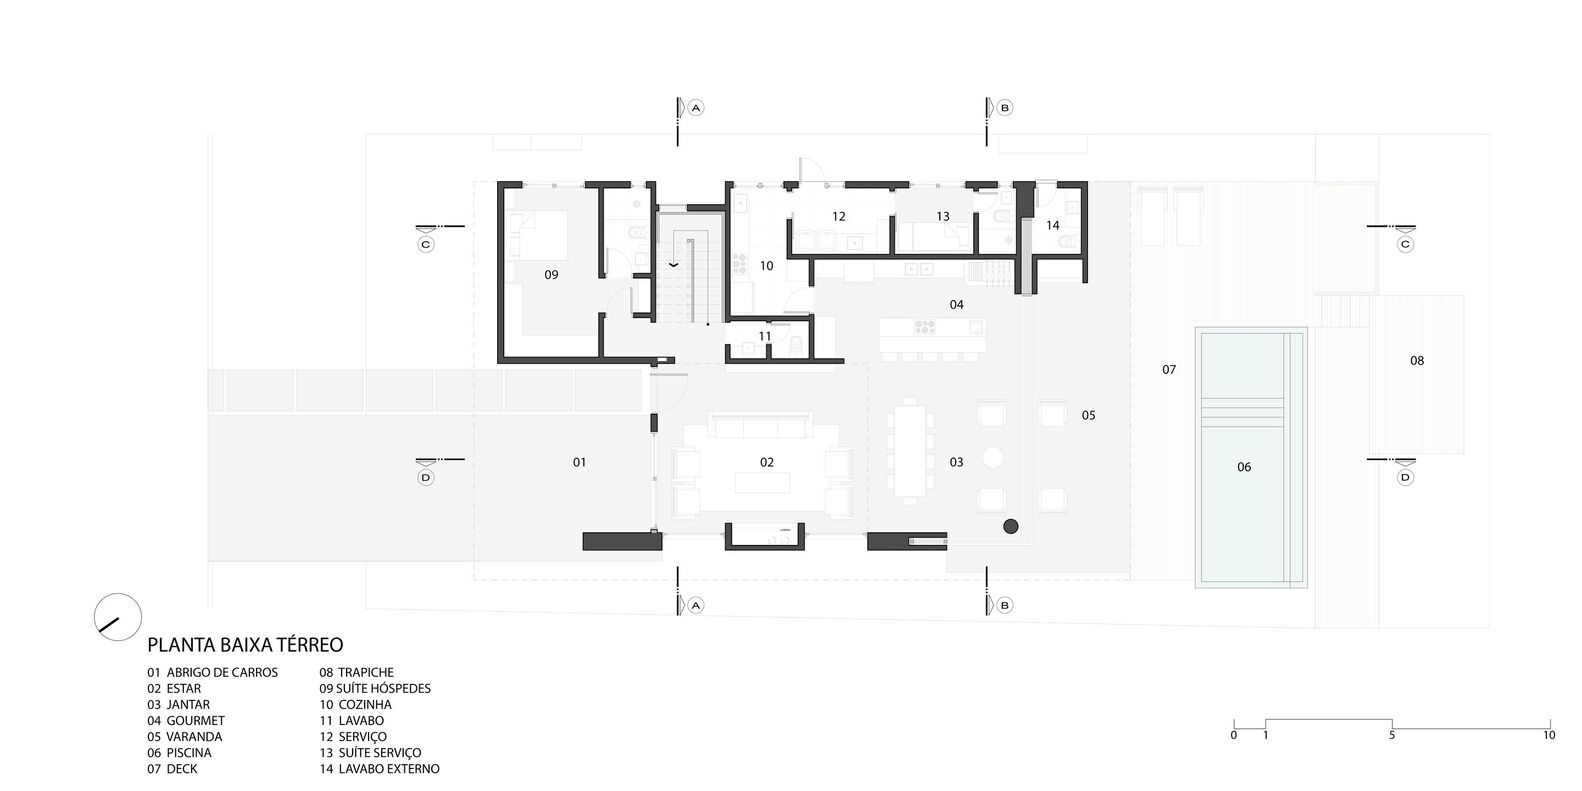 A
B
C
C
09
12
13
14
10
04
11
07
08
05
01
02
03
06
D
D
A
B
PLANTA BAIXA TÉRREO
01 ABRIGO DE CARROS
02 ESTAR
03 JANTAR
04 GOURMET
05 VARANDA
06 PISCINA
07 DECK
08 TRAPICHE
09 SUÍTE HÓSPEDES
10 COZINHA
11 LAVABO
12 SERVIÇO
13 SUÍTE SERVIÇO
14 LAVABO EXTERNO
0 1 5 10